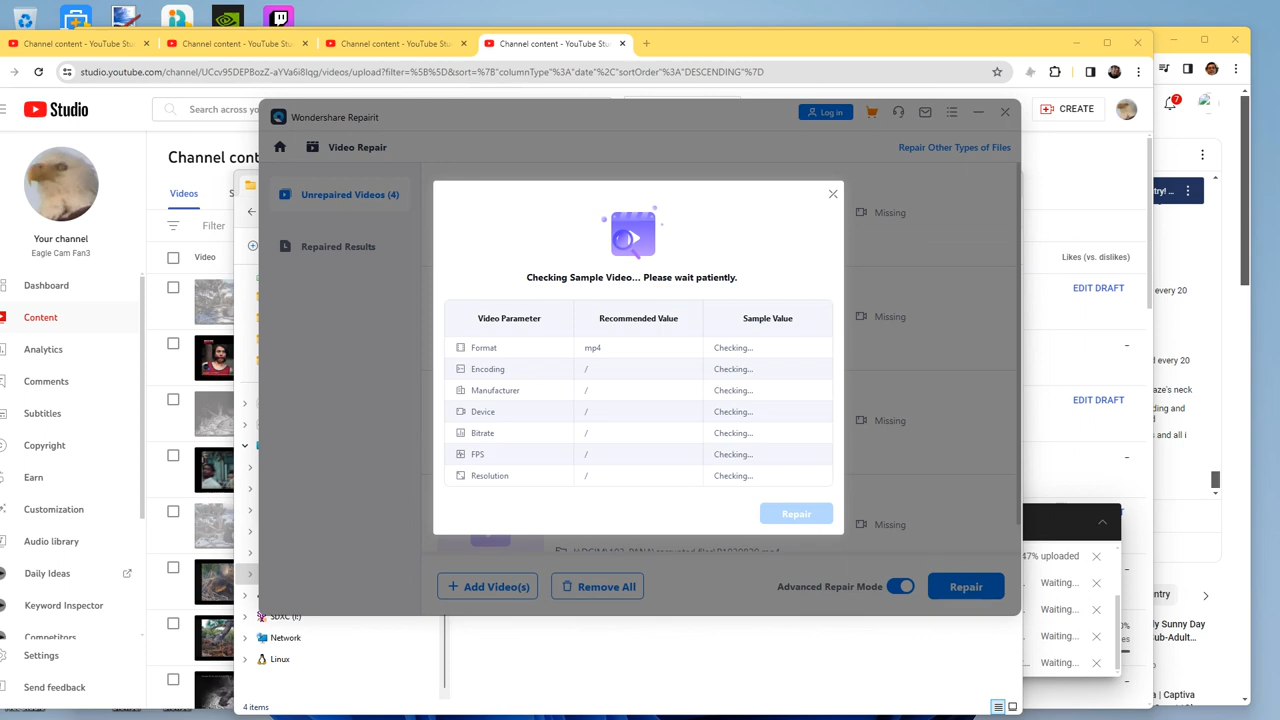 Channel content - YouTube Stu
Channel content - YouTube Stu
Channel content - YouTube Stu
Channel content - YouTube Stu
studio.youtube.com/channel/UCcv95DEPBozZ-aYVa6i8Iqg/videos/upload?filter=%5B%5D&sort=%7B"columnType"%3A"date"%2C"sortOrder"%3A"DESCENDING"%7D
Studio
Search across yo
CREATE
7
Wondershare Repairit
Log in
Video Repair
Repair Other Types of Files
Channel cont
Videos
S
Filter
Video
Likes (vs. dislikes)
Your channel
Eagle Cam Fan3
Dashboard
Content
Analytics
Comments
Subtitles
Copyright
Earn
Customization
Audio library
Daily Ideas
Keyword Inspector
Competitors
Settings
Send feedback
Unrepaired Videos (4)
Repaired Results
Missing
Missing
Missing
Missing
Checking Sample Video... Please wait patiently.
Video Parameter Recommended Value Sample Value
Format mp4 Checking...
Encoding / Checking...
Manufacturer / Checking...
Device / Checking...
Bitrate / Checking...
FPS / Checking...
Resolution / Checking...
Repair
Add Video(s)
Remove All
Advanced Repair Mode
Repair
SDXC (I:)
Network
Linux
4 items
EDIT DRAFT
–
EDIT DRAFT
–
47% uploaded
Waiting...
Waiting...
Waiting...
Waiting...
try! ...
every 20
ed every 20
aze's neck
ding and
and all i
ntry
ly Sunny Day
Sub-Adult...
t | Captiva